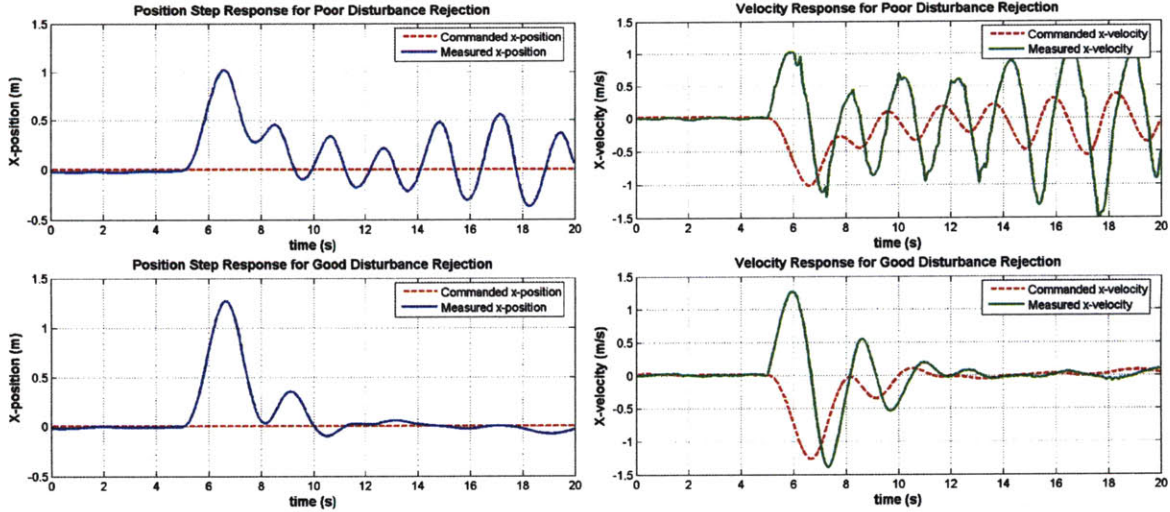 Position Step Response for Poor Disturbance Rejection
Commanded x-position
Measured x-position
X-position (m)
1.5
1
0.5
0
-0.5
0 2 4 6 8 10 12 14 16 18 20
time (s)
Velocity Response for Poor Disturbance Rejection
Commanded x-velocity
Measured x-velocity
X-velocity (m/s)
1.5
1
0.5
0
-0.5
-1
-1.5
0 2 4 6 8 10 12 14 16 18 20
time (s)
Position Step Response for Good Disturbance Rejection
Commanded x-position
Measured x-position
X-position (m)
1.5
1
0.5
0
-0.5
0 2 4 6 8 10 12 14 16 18 20
time (s)
Velocity Response for Good Disturbance Rejection
Commanded x-velocity
Measured x-velocity
X-velocity (m/s)
1.5
1
0.5
0
-0.5
-1
-1.5
0 2 4 6 8 10 12 14 16 18 20
time (s)